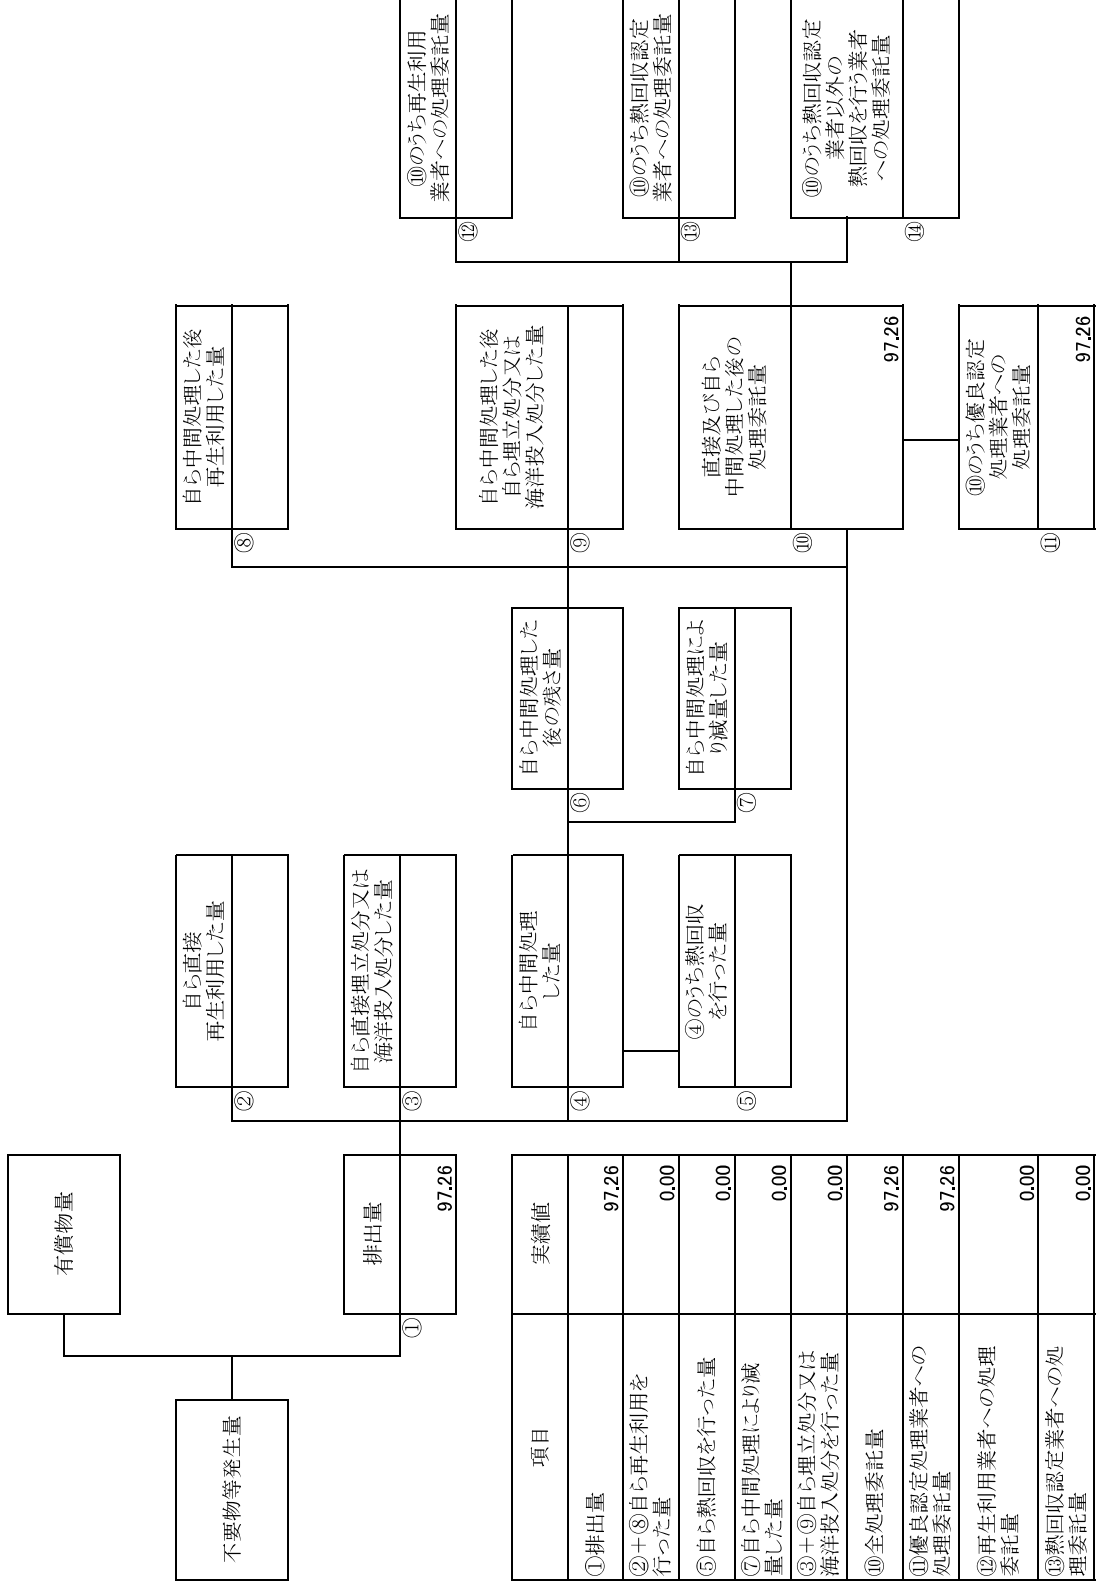 有償物量
不要物等発生量
排出量
①
97.26
自ら直接
再生利用した量
②
自ら直接埋立処分又は
海洋投入処分した量
③
自ら中間処理
した量
④
④のうち熱回収
を行った量
⑤
自ら中間処理した
後の残さ量
⑥
自ら中間処理によ
り減量した量
⑦
自ら中間処理した後
再生利用した量
⑧
自ら中間処理した後
自ら埋立処分又は
海洋投入処分した量
⑨
直接及び自ら
中間処理した後の
処理委託量
⑩
97.26
⑩のうち優良認定
処理業者への
処理委託量
⑪
97.26
⑩のうち再生利用
業者への処理委託量
⑫
⑩のうち熱回収認定
業者への処理委託量
⑬
⑩のうち熱回収認定
業者以外の
熱回収を行う業者
への処理委託量
⑭
項目 実績値
①排出量 97.26
②+⑧自ら再生利用を
行った量 0.00
⑤自ら熱回収を行った量 0.00
⑦自ら中間処理により減
量した量 0.00
③+⑨自ら埋立処分又は
海洋投入処分を行った量 0.00
⑩全処理委託量 97.26
⑪優良認定処理業者への
処理委託量 97.26
⑫再生利用業者への処理
委託量 0.00
⑬熱回収認定業者への処
理委託量 0.00